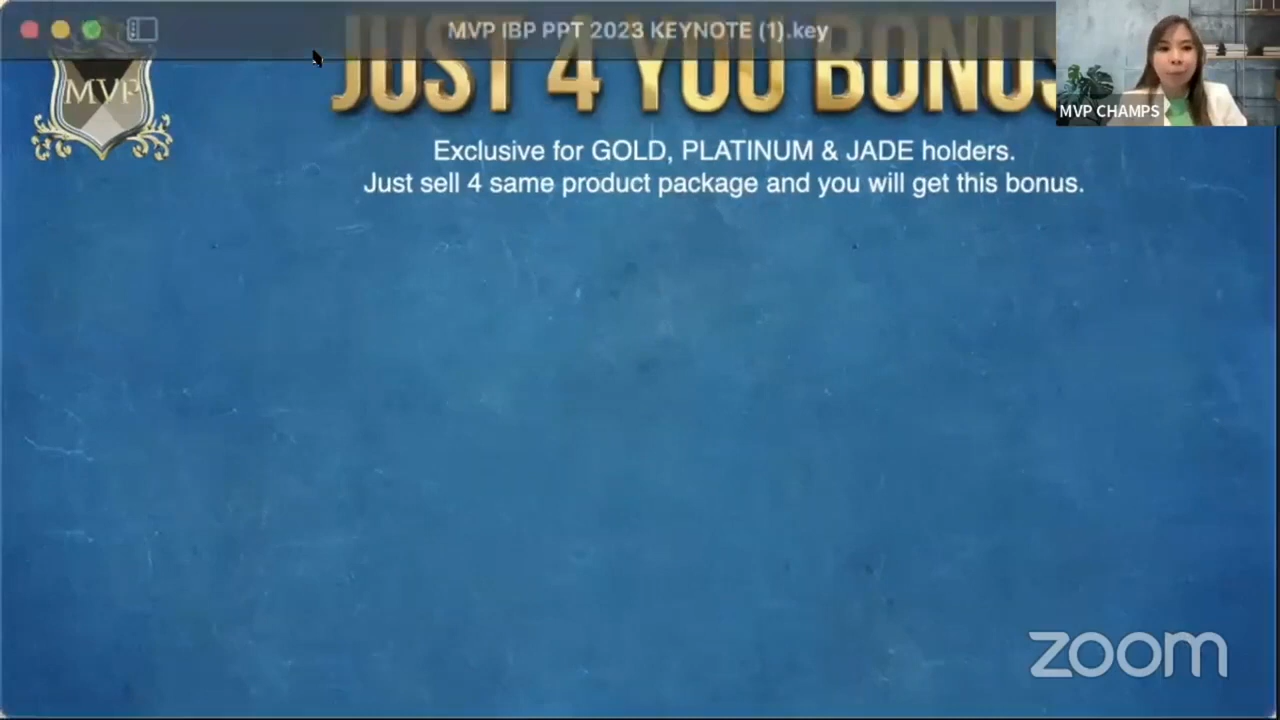 MVP IBP PPT 2023 KEYNOTE (1).key
MVP
JUST 4 YOU BONUS
MVP CHAMPS
Exclusive for GOLD, PLATINUM & JADE holders.
Just sell 4 same product package and you will get this bonus.
zoom